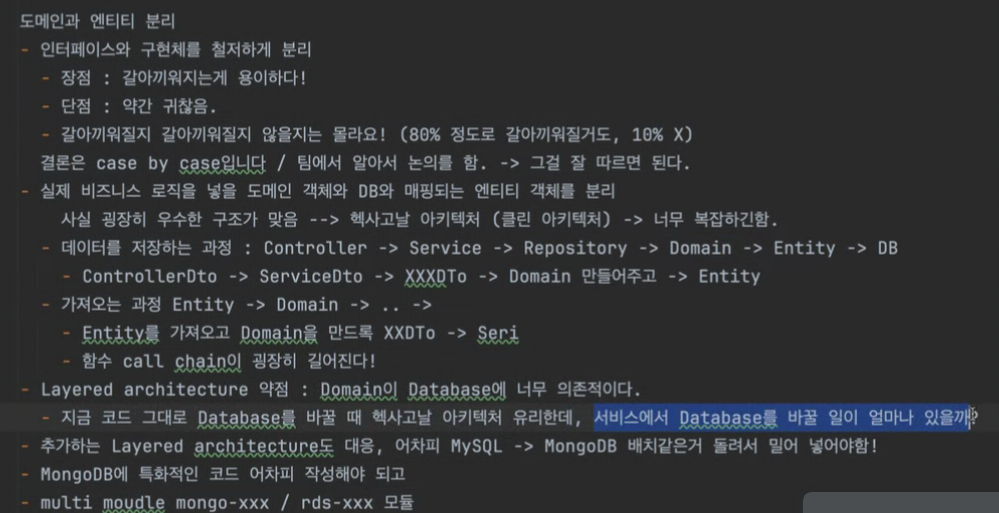 도메인과 엔티티 분리
- 인터페이스와 구현체를 철저하게 분리
- 장점 : 갈아끼워지는게 용이하다!
- 단점 : 약간 귀찮음.
- 갈아끼워질지 갈아끼워질지 않을지는 몰라요! (80% 정도로 갈아끼워질거도, 10% X)
결론은 case by case입니다 / 팀에서 알아서 논의를 함. -> 그걸 잘 따르면 된다.
- 실제 비즈니스 로직을 넣을 도메인 객체와 DB와 매핑되는 엔티티 객체를 분리
사실 굉장히 우수한 구조가 맞음 --> 헥사고날 아키텍처 (클린 아키텍처) -> 너무 복잡하긴함.
- 데이터를 저장하는 과정 : Controller -> Service -> Repository -> Domain -> Entity -> DB
- ControllerDto -> ServiceDto -> XXXDTo -> Domain 만들어주고 -> Entity
- 가져오는 과정 Entity -> Domain -> .. ->
- Entity를 가져오고 Domain을 만드록 XXDTo -> Seri
- 함수 call chain이 굉장히 길어진다!
- Layered architecture 약점 : Domain이 Database에 너무 의존적이다.
- 지금 코드 그대로 Database를 바꿀 때 헥사고날 아키텍처 유리한데, 서비스에서 Database를 바꿀 일이 얼마나 있을까?
- 추가하는 Layered architecture도 대응, 어차피 MySQL -> MongoDB 배치같은거 돌려서 밀어 넣어야함!
- MongoDB에 특화적인 코드 어차피 작성해야 되고
- multi moudle mongo-xxx / rds-xxx 모듈